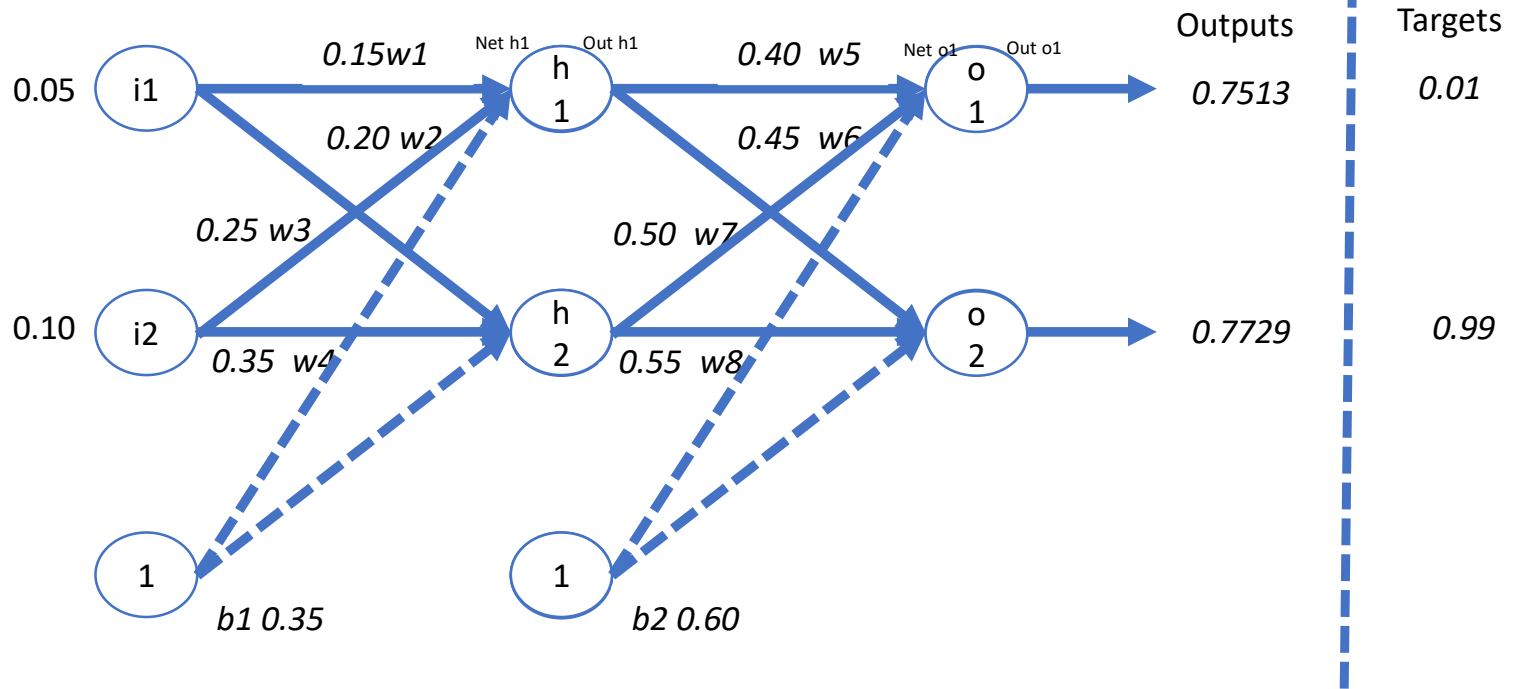 Outputs
Targets
0.15w1
Net h1
Out h1
0.40 w5
Net o1
Out o1
0.05
i1
h
1
o
1
0.7513
0.01
0.20 w2
0.45 w6
0.25 w3
0.50 w7
0.10
i2
h
2
o
2
0.7729
0.99
0.35 w4
0.55 w8
1
1
b1 0.35
b2 0.60